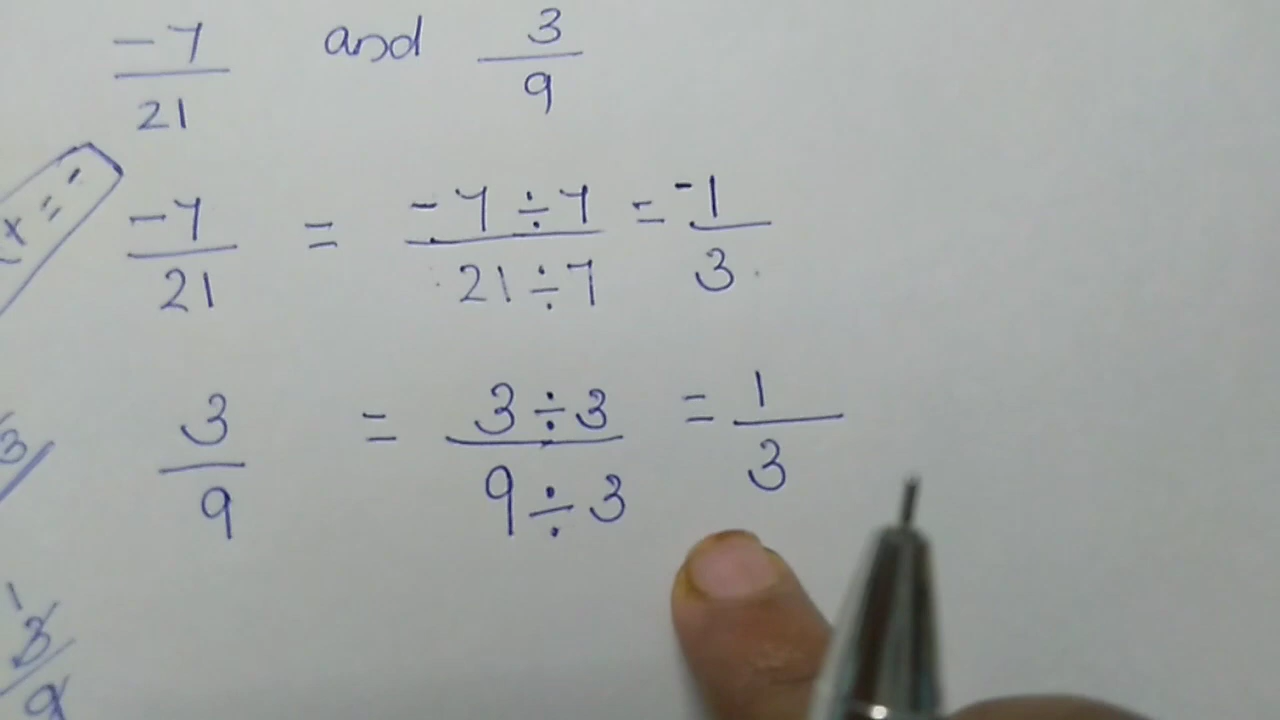 -7/21 and 3/9
-7/21 = -7÷7/21÷7 = -1/3
3/9 = 3÷3/9÷3 = 1/3